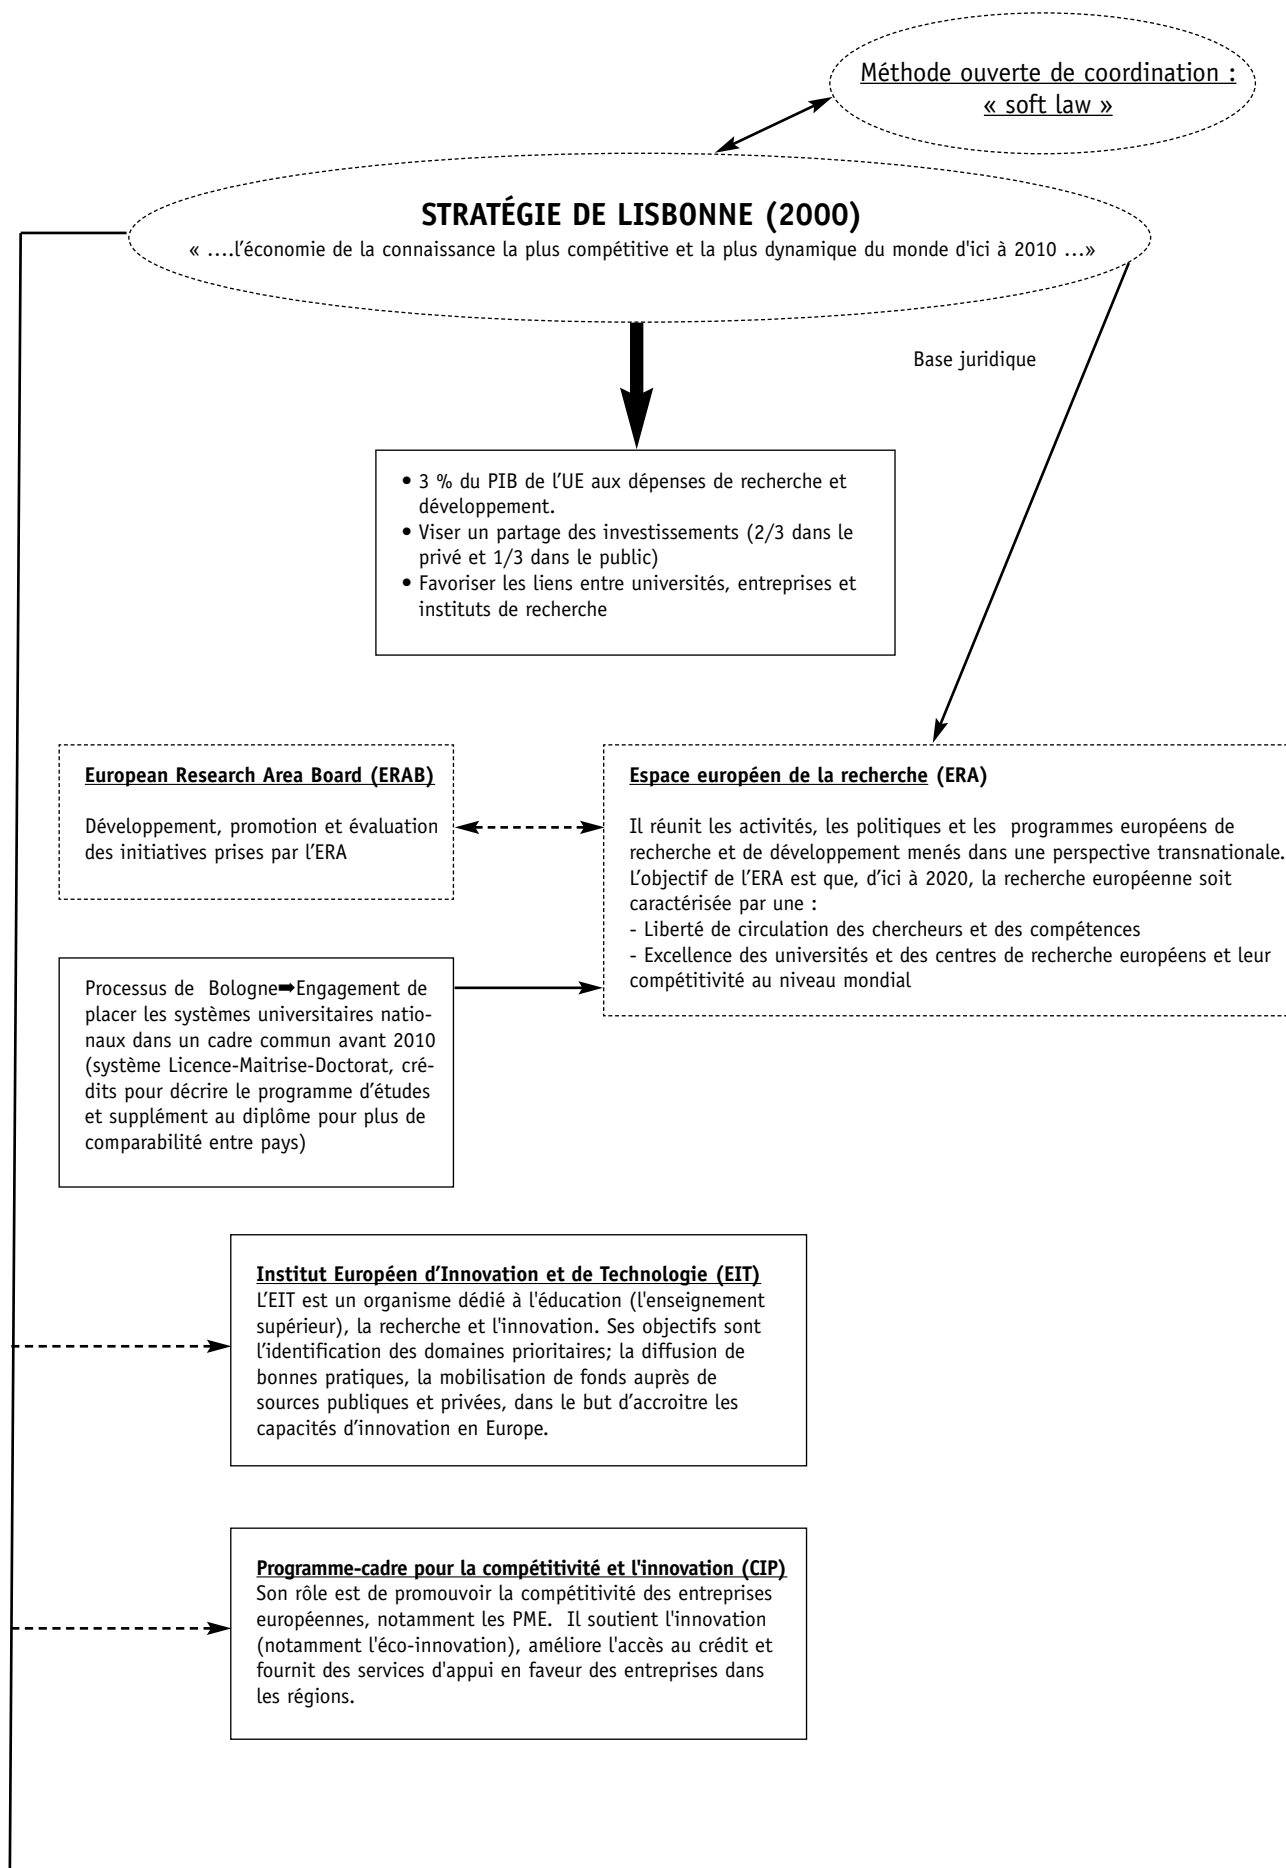 Méthode ouverte de coordination :
« soft law »
STRATÉGIE DE LISBONNE (2000)
« ....l’économie de la connaissance la plus compétitive et la plus dynamique du monde d'ici à 2010 ...»
Base juridique
• 3 % du PIB de l’UE aux dépenses de recherche et
développement.
• Viser un partage des investissements (2/3 dans le
privé et 1/3 dans le public)
• Favoriser les liens entre universités, entreprises et
instituts de recherche
European Research Area Board (ERAB)
Développement, promotion et évaluation
des initiatives prises par l’ERA
Espace européen de la recherche (ERA)
Il réunit les activités, les politiques et les programmes européens de
recherche et de développement menés dans une perspective transnationale.
L’objectif de l’ERA est que, d’ici à 2020, la recherche européenne soit
caractérisée par une :
- Liberté de circulation des chercheurs et des compétences
- Excellence des universités et des centres de recherche européens et leur
compétitivité au niveau mondial
Processus de Bologne➡Engagement de
placer les systèmes universitaires natio-
naux dans un cadre commun avant 2010
(système Licence-Maitrise-Doctorat, cré-
dits pour décrire le programme d’études
et supplément au diplôme pour plus de
comparabilité entre pays)
Institut Européen d’Innovation et de Technologie (EIT)
L’EIT est un organisme dédié à l'éducation (l'enseignement
supérieur), la recherche et l'innovation. Ses objectifs sont
l’identification des domaines prioritaires; la diffusion de
bonnes pratiques, la mobilisation de fonds auprès de
sources publiques et privées, dans le but d’accroitre les
capacités d’innovation en Europe.
Programme-cadre pour la compétitivité et l'innovation (CIP)
Son rôle est de promouvoir la compétitivité des entreprises
européennes, notamment les PME. Il soutient l'innovation
(notamment l'éco-innovation), améliore l'accès au crédit et
fournit des services d'appui en faveur des entreprises dans
les régions.